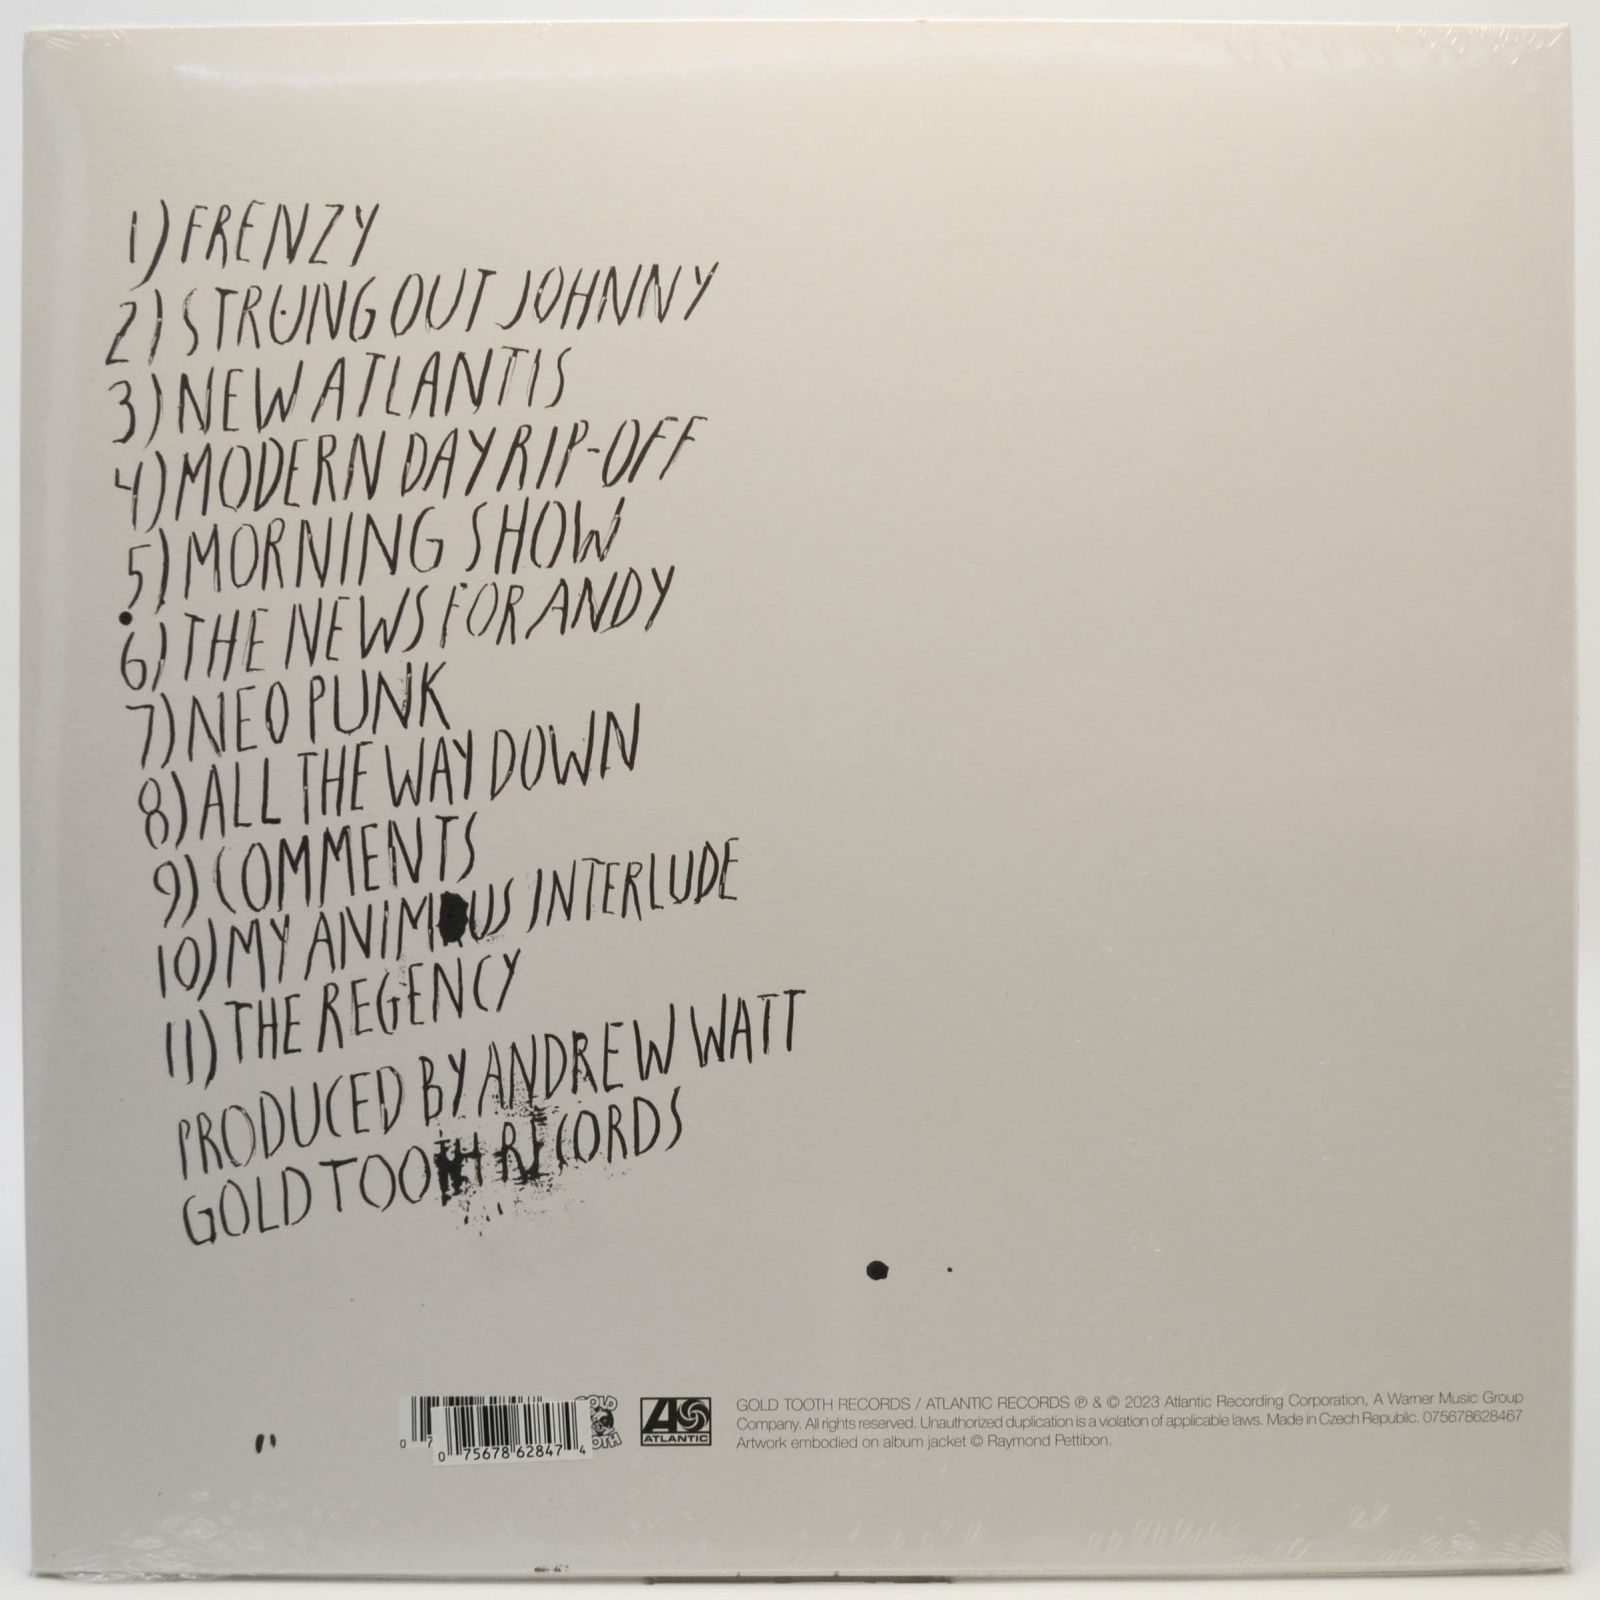 1) FRENZY
2) STRUNG OUT JOHNNY
3) NEW ATLANTIS
4) MODERN DAY RIP-OFF
5) MORNING SHOW
6) THE NEWS FOR ANDY
7) NEO PUNK
8) ALL THE WAY DOWN
9) COMMENTS
10) MY ANIMUS INTERLUDE
11) THE REGENCY
PRODUCED BY ANDREW WATT
GOLD TOOTH RECORDS
0 7
0 75678 62847 4
ATLANTIC
GOLD TOOTH RECORDS / ATLANTIC RECORDS ℗ & © 2023 Atlantic Recording Corporation, A Warner Music Group
Company. All rights reserved. Unauthorized duplication is a violation of applicable laws. Made in Czech Republic. 075678628467
Artwork embodied on album jacket © Raymond Pettibon.